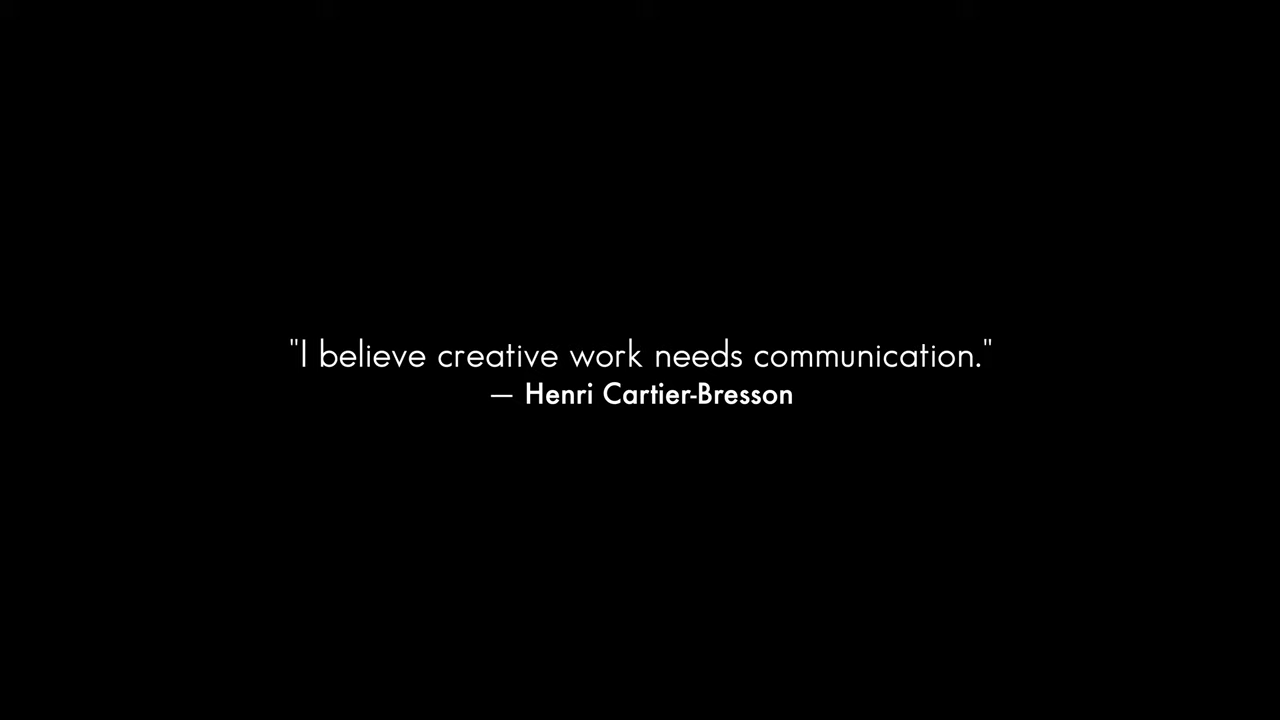 "I believe creative work needs communication."
— Henri Cartier-Bresson